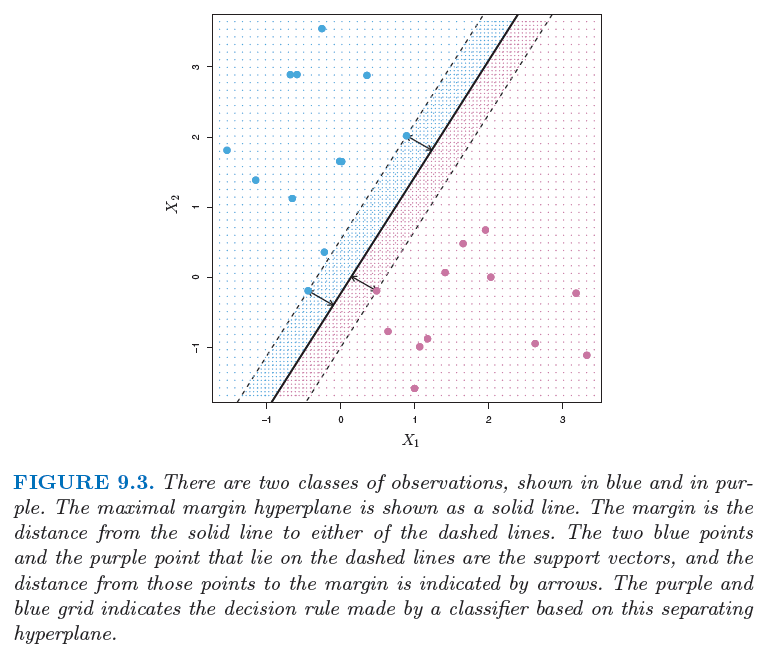 3
2
1
0
−1
X2
−1
0
1
2
3
X1
FIGURE 9.3. There are two classes of observations, shown in blue and in pur-
ple. The maximal margin hyperplane is shown as a solid line. The margin is the
distance from the solid line to either of the dashed lines. The two blue points
and the purple point that lie on the dashed lines are the support vectors, and the
distance from those points to the margin is indicated by arrows. The purple and
blue grid indicates the decision rule made by a classifier based on this separating
hyperplane.